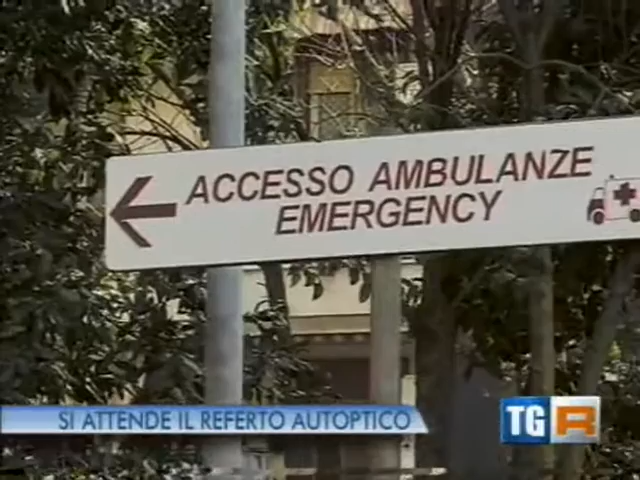 ACCESSO AMBULANZE
EMERGENCY
SI ATTENDE IL REFERTO AUTOPTICO
TGR